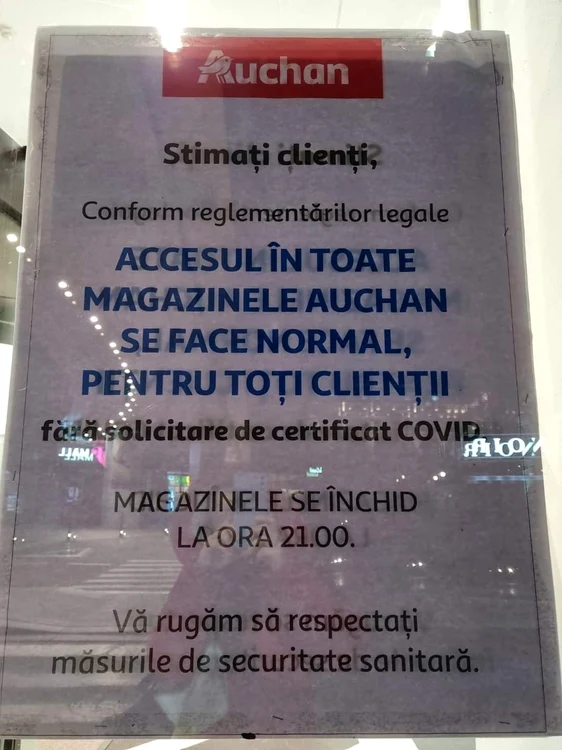 Auchan
Stimați clienți,
Conform reglementărilor legale
ACCESUL ÎN TOATE
MAGAZINELE AUCHAN
SE FACE NORMAL,
PENTRU TOȚI CLIENȚII
fără solicitare de certificat COVID
MAGAZINELE SE ÎNCHID
LA ORA 21.00.
Vă rugăm să respectați
măsurile de securitate sanitară.